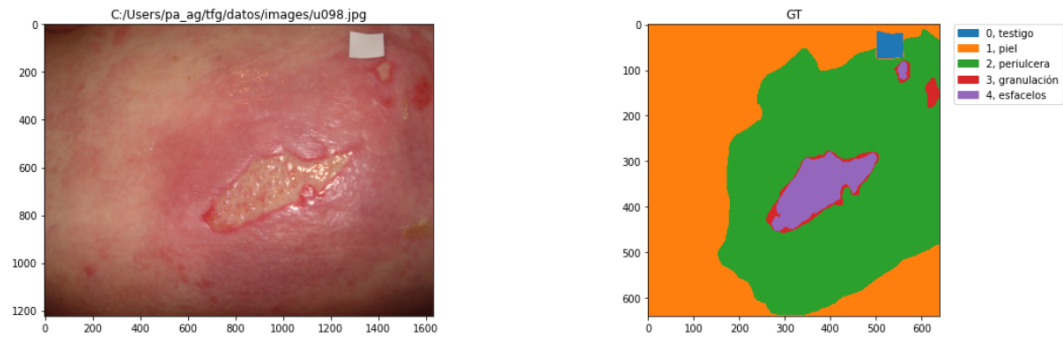 C:/Users/pa_ag/tfg/datos/images/u098.jpg
0
200
400
600
800
1000
1200
0 200 400 600 800 1000 1200 1400 1600
GT
0
100
200
300
400
500
600
0 100 200 300 400 500 600
0, testigo
1, piel
2, periulcera
3, granulación
4, esfacelos